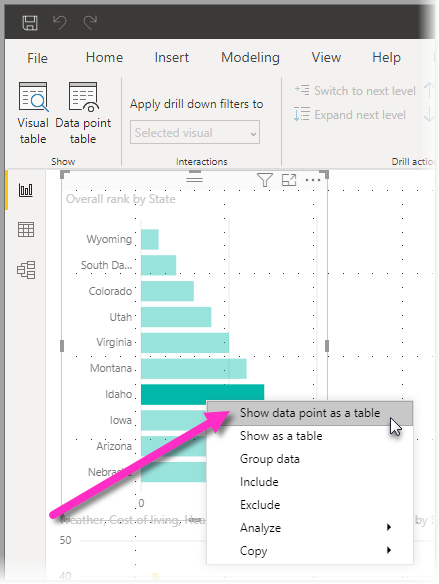 File Home Insert Modeling View Help
Visual table
Data point table
Show
Apply drill down filters to
Selected visual
Interactions
Switch to next level
Expand next level
Drill actio
Overall rank by State
Wyoming
South Da...
Colorado
Utah
Virginia
Montana
Idaho
Iowa
Arizona
Nebraska
0
Show data point as a table
Show as a table
Group data
Include
Exclude
Analyze
Copy
Weather, Cost of living, Hea
by S
50
40